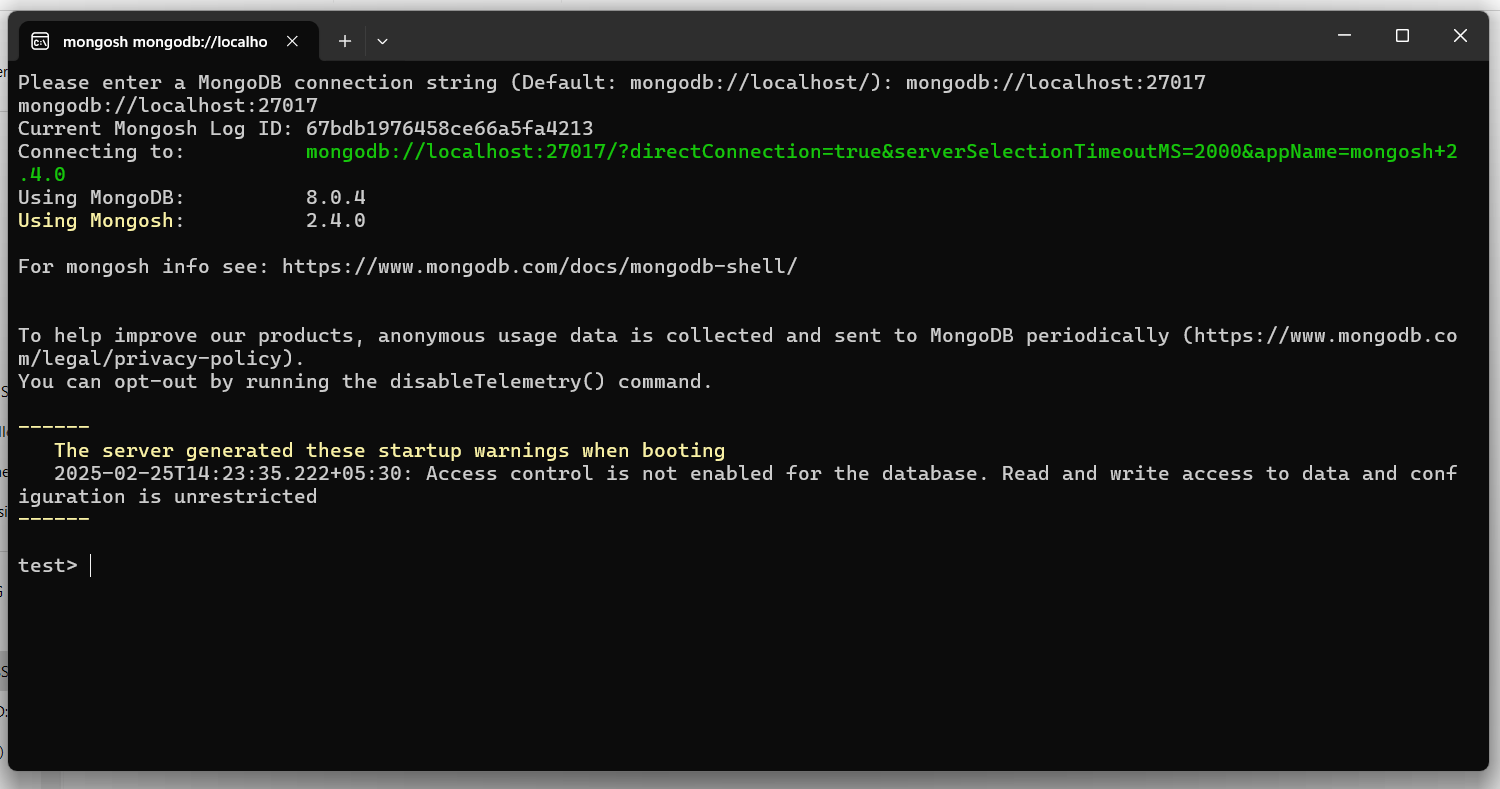 mongosh mongodb://localho
Please enter a MongoDB connection string (Default: mongodb://localhost/): mongodb://localhost:27017
mongodb://localhost:27017
Current Mongosh Log ID: 67bdb1976458ce66a5fa4213
Connecting to: mongodb://localhost:27017/?directConnection=true&serverSelectionTimeoutMS=2000&appName=mongosh+2
.4.0
Using MongoDB: 8.0.4
Using Mongosh: 2.4.0
For mongosh info see: https://www.mongodb.com/docs/mongodb-shell/
To help improve our products, anonymous usage data is collected and sent to MongoDB periodically (https://www.mongodb.co
m/legal/privacy-policy).
You can opt-out by running the disableTelemetry() command.
------
The server generated these startup warnings when booting
2025-02-25T14:23:35.222+05:30: Access control is not enabled for the database. Read and write access to data and conf
iguration is unrestricted
------
test>